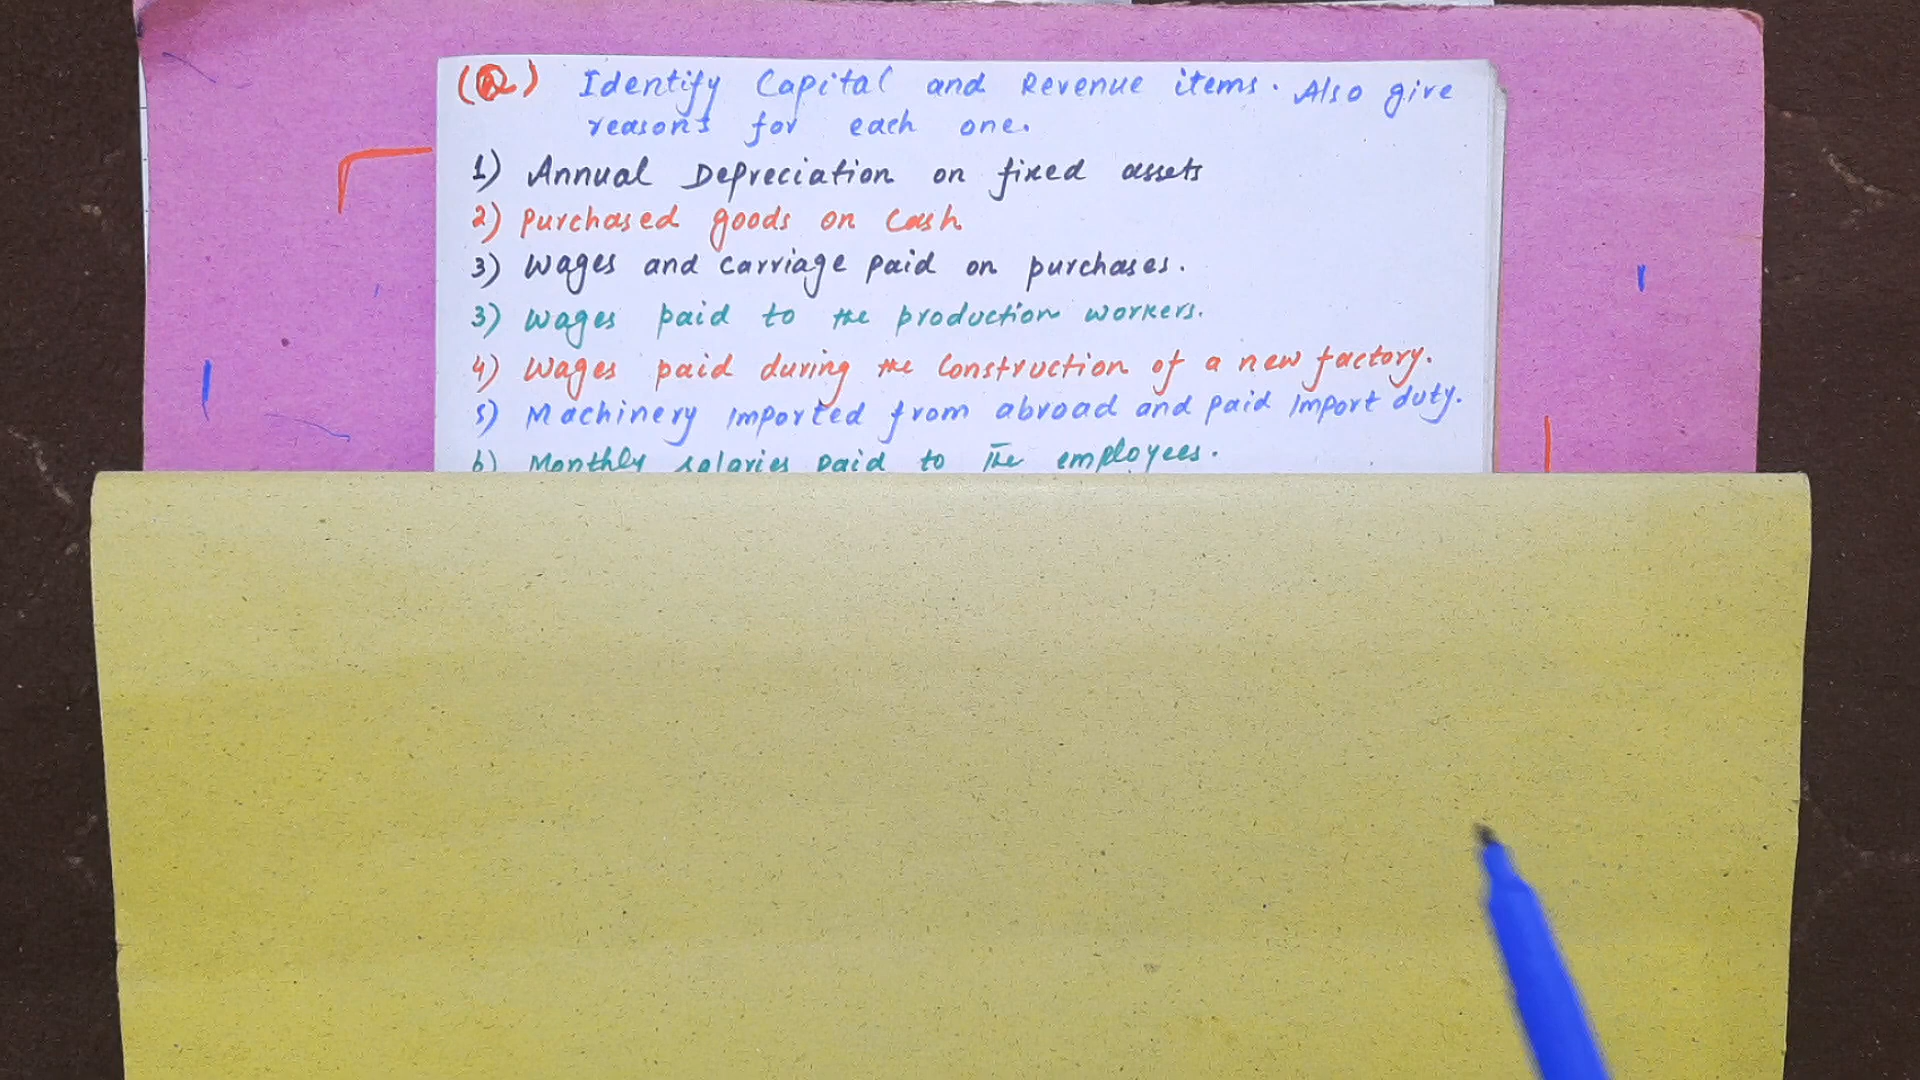 (Q) Identify Capital and Revenue items. Also give
reasons for each one.
1) Annual Depreciation on fixed assets
2) Purchased goods on Cash
3) Wages and carriage paid on purchases.
3) Wages paid to the production workers.
4) Wages paid during the Construction of a new factory.
5) Machinery imported from abroad and paid import duty.
6) Monthly salaries paid to The employees.